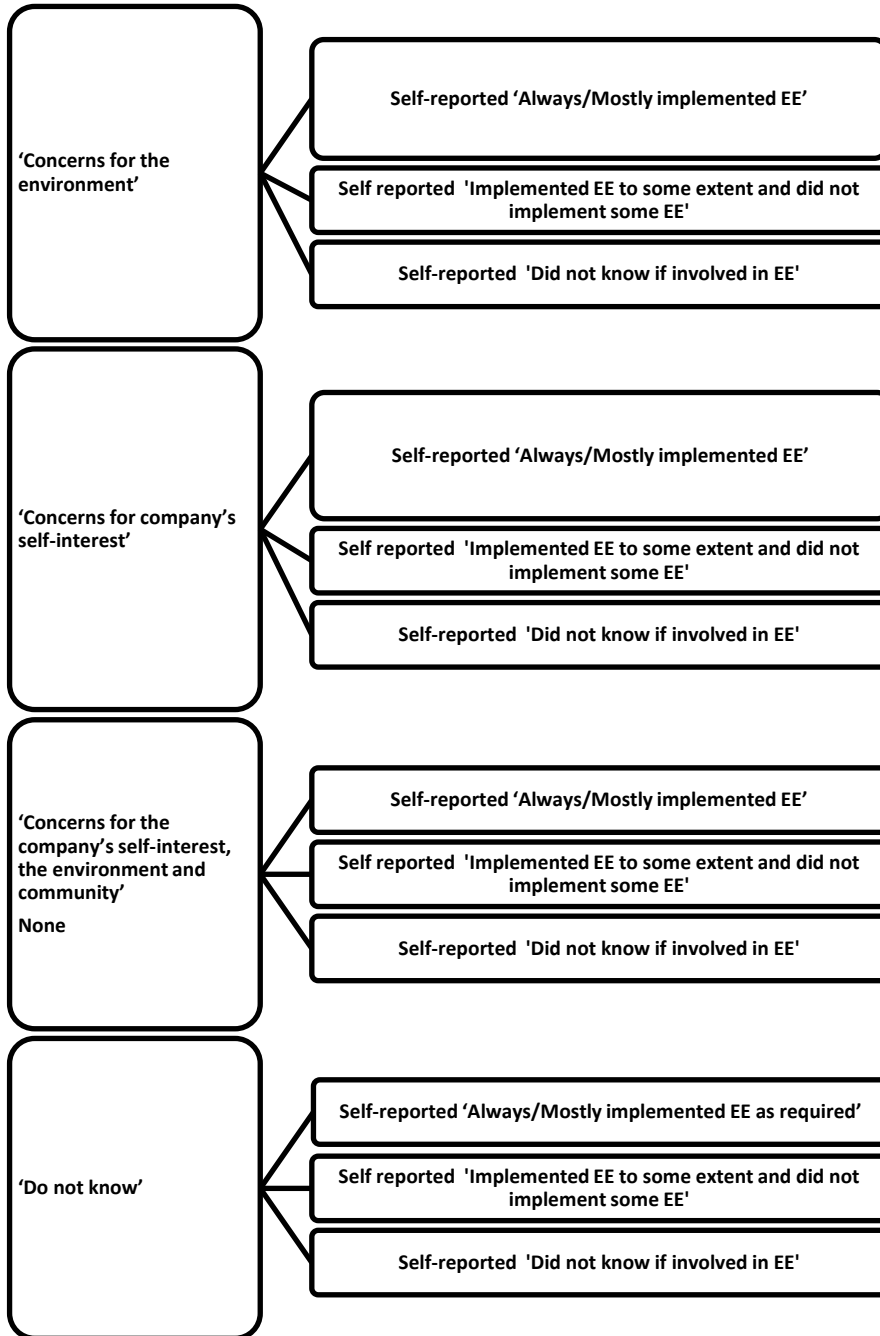 ‘Concerns for the
environment’
Self-reported ‘Always/Mostly implemented EE’
Self reported  'Implemented EE to some extent and did not
implement some EE'
Self-reported  'Did not know if involved in EE'
‘Concerns for company’s
self-interest’
Self-reported ‘Always/Mostly implemented EE’
Self reported  'Implemented EE to some extent and did not
implement some EE'
Self-reported  'Did not know if involved in EE'
‘Concerns for the
company’s self-interest,
the environment and
community’
None
Self-reported ‘Always/Mostly implemented EE’
Self reported  'Implemented EE to some extent and did not
implement some EE'
Self-reported  'Did not know if involved in EE'
‘Do not know’
Self-reported ‘Always/Mostly implemented EE as required’
Self reported  'Implemented EE to some extent and did not
implement some EE'
Self-reported  'Did not know if involved in EE'